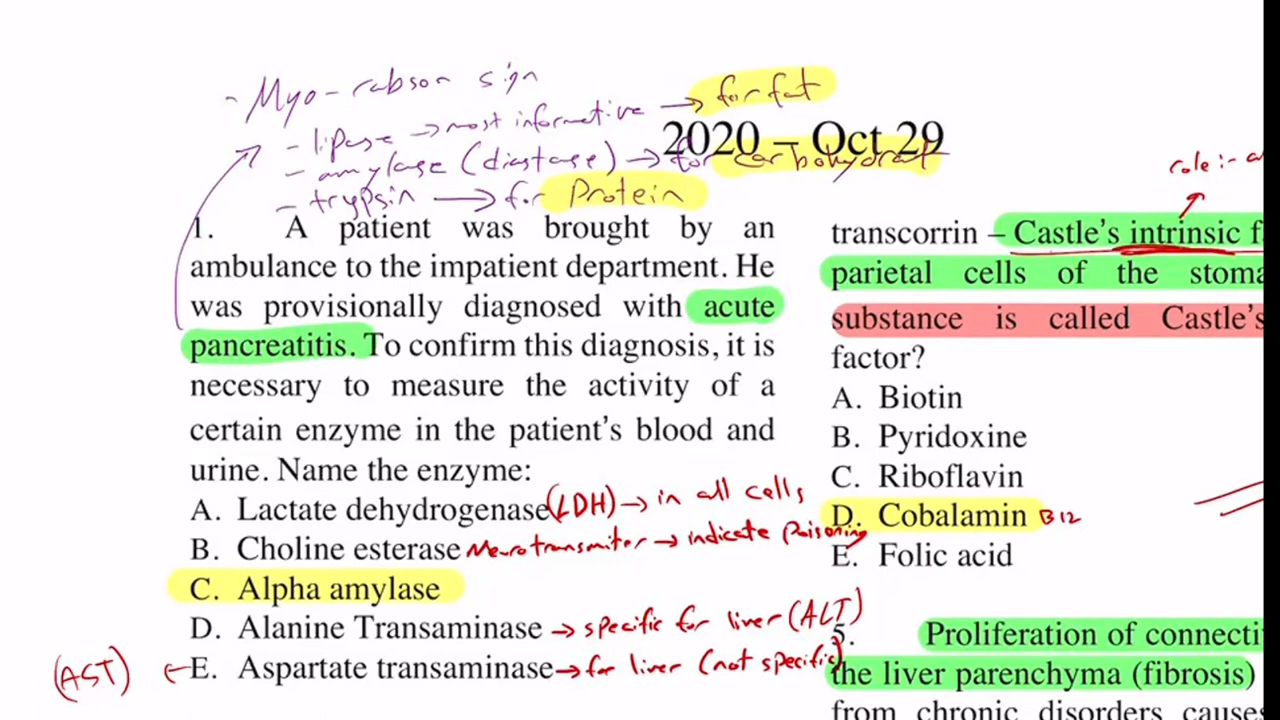 - Myo-rabson sign
- lipase → most informative → for fat
- amylase (diastase) → for carbohydrat
- trypsin → for Protein
2020 – Oct 29
1. A patient was brought by an
ambulance to the impatient department. He
was provisionally diagnosed with acute
pancreatitis. To confirm this diagnosis, it is
necessary to measure the activity of a
certain enzyme in the patient's blood and
urine. Name the enzyme:
A. Lactate dehydrogenase (LDH) → in all cells
B. Choline esterase Neurotransmiter → indicate Poisoning
C. Alpha amylase
D. Alanine Transaminase → specific for liver (ALT)
(AST) ← E. Aspartate transaminase → for liver (not specific)
role :-
transcorrin – Castle's intrinsic f
parietal cells of the stoma
substance is called Castle's
factor?
A. Biotin
B. Pyridoxine
C. Riboflavin
D. Cobalamin B12
E. Folic acid
5. Proliferation of connecti
the liver parenchyma (fibrosis)
from chronic disorders causes